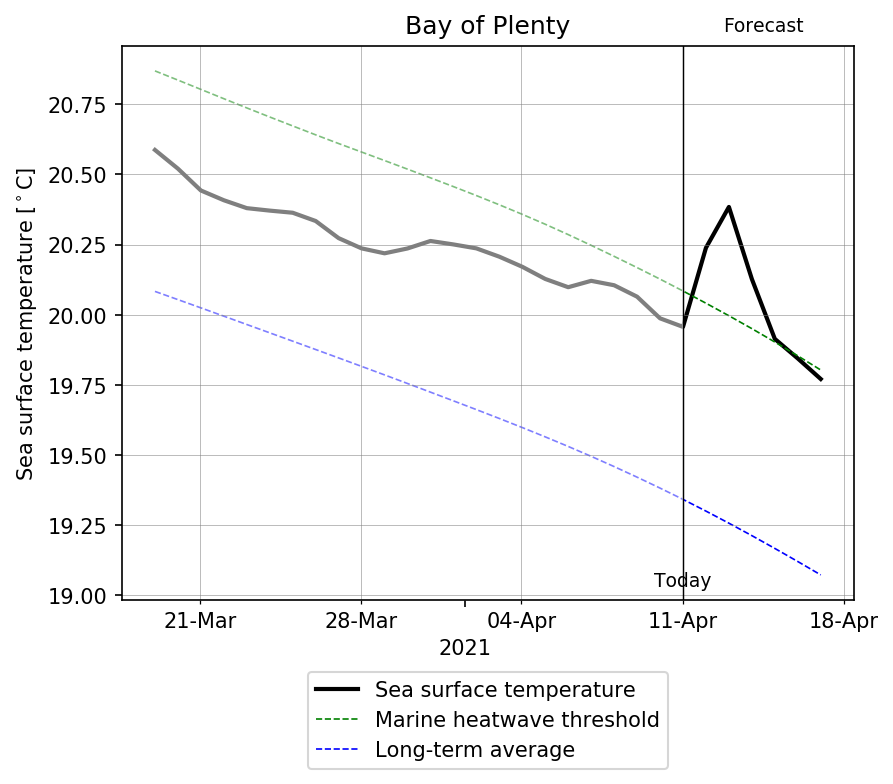 Bay of Plenty
Forecast
Sea surface temperature [°C]
20.75
20.50
20.25
20.00
19.75
19.50
19.25
19.00
Today
21-Mar
28-Mar
04-Apr
11-Apr
18-Apr
2021
Sea surface temperature
Marine heatwave threshold
Long-term average